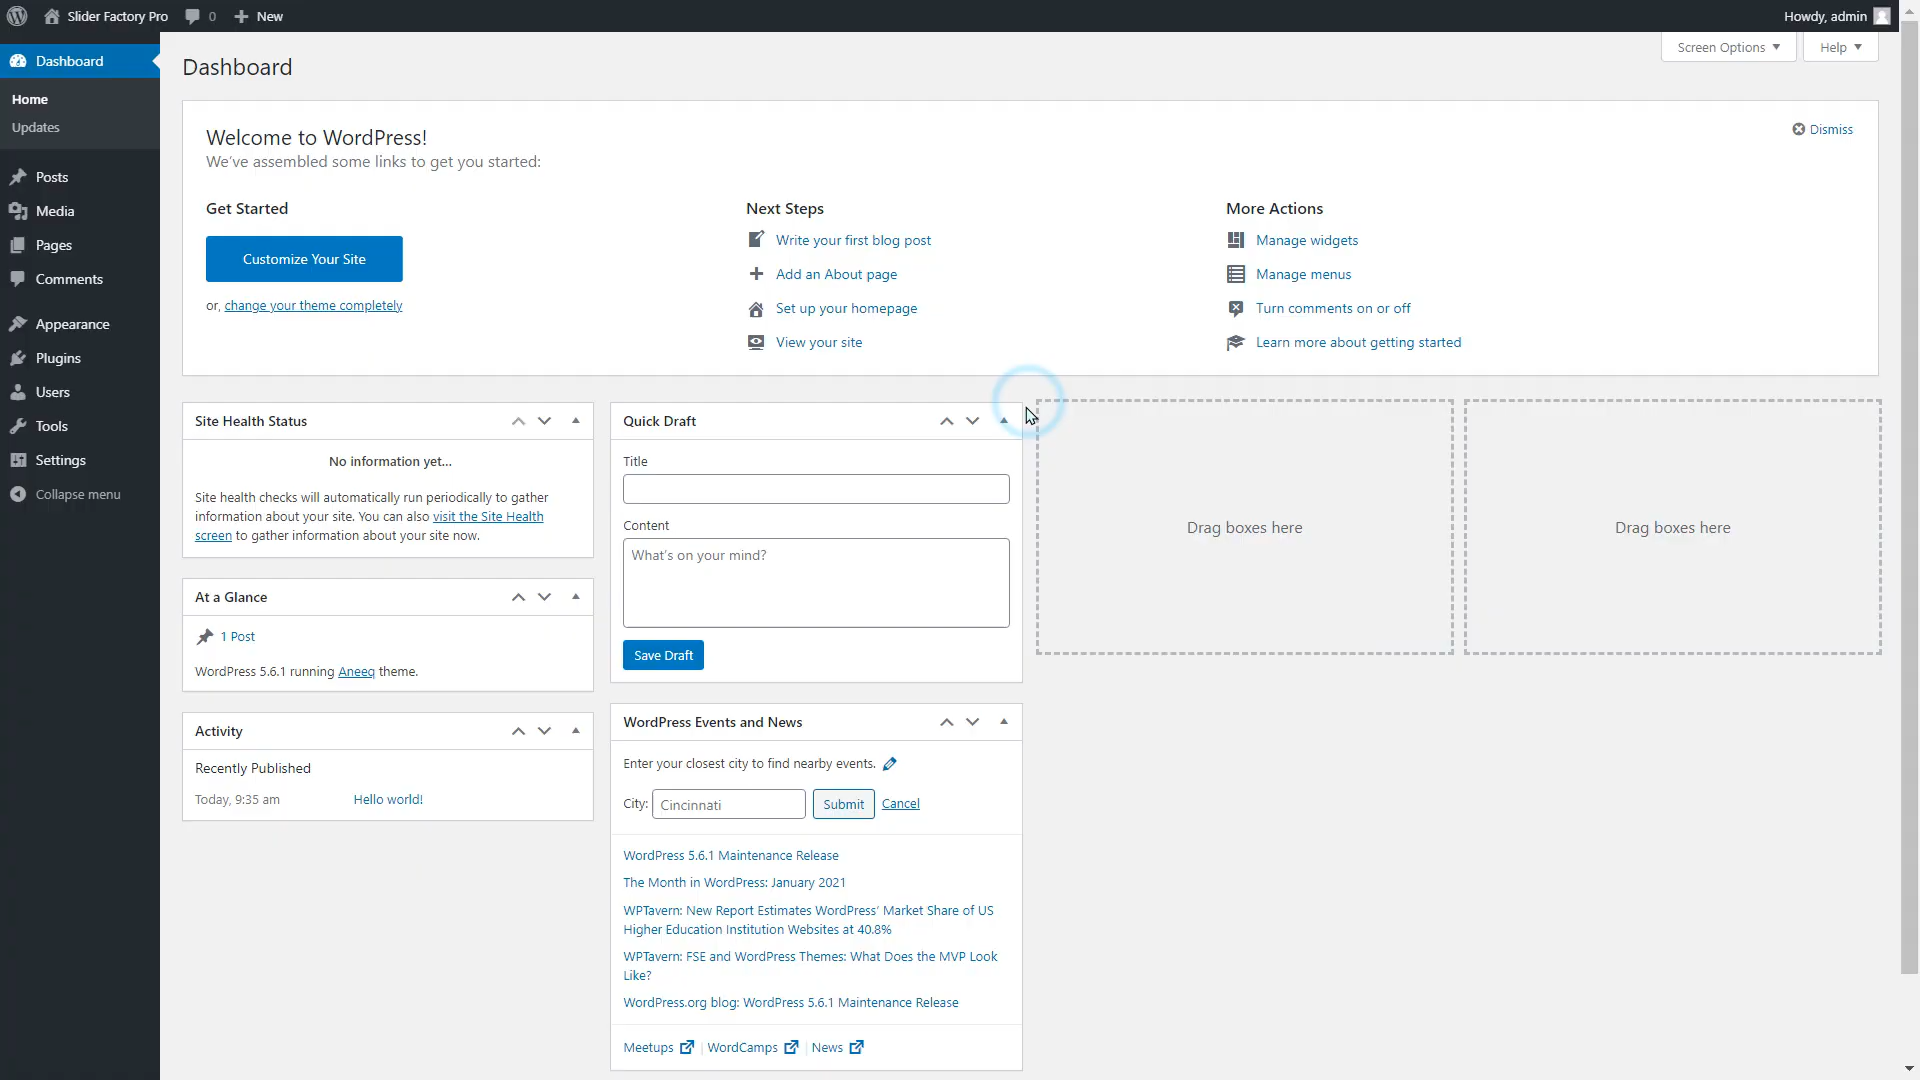 Slider Factory Pro
0
New
Howdy, admin
Dashboard
Home
Updates
Posts
Media
Pages
Comments
Appearance
Plugins
Users
Tools
Settings
Collapse menu
Screen Options
Help
Dashboard
Welcome to WordPress!
We've assembled some links to get you started:
Dismiss
Get Started
Customize Your Site
or, change your theme completely
Next Steps
Write your first blog post
Add an About page
Set up your homepage
View your site
More Actions
Manage widgets
Manage menus
Turn comments on or off
Learn more about getting started
Site Health Status
No information yet...
Site health checks will automatically run periodically to gather
information about your site. You can also visit the Site Health
screen to gather information about your site now.
At a Glance
1 Post
WordPress 5.6.1 running Aneeq theme.
Activity
Recently Published
Today, 9:35 am
Hello world!
Quick Draft
Title
Content
What's on your mind?
Save Draft
WordPress Events and News
Enter your closest city to find nearby events.
City:
Cincinnati
Submit
Cancel
WordPress 5.6.1 Maintenance Release
The Month in WordPress: January 2021
WPTavern: New Report Estimates WordPress' Market Share of US
Higher Education Institution Websites at 40.8%
WPTavern: FSE and WordPress Themes: What Does the MVP Look
Like?
WordPress.org blog: WordPress 5.6.1 Maintenance Release
Meetups | WordCamps | News
Drag boxes here
Drag boxes here